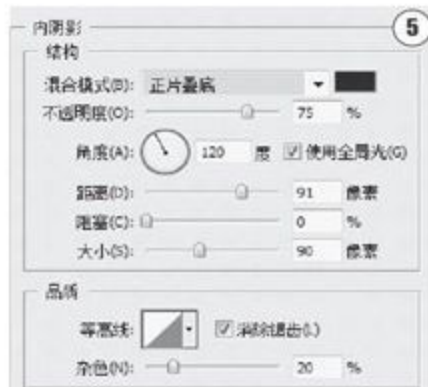 内阴影
5
结构
混合模式(B): 正片叠底
不透明度(O): 75 %
角度(A): 120 度 使用全局光(G)
距离(D): 91 像素
阻塞(C): 0 %
大小(S): 90 像素
品质
等高线: 消除锯齿(L)
杂色(N): 20 %